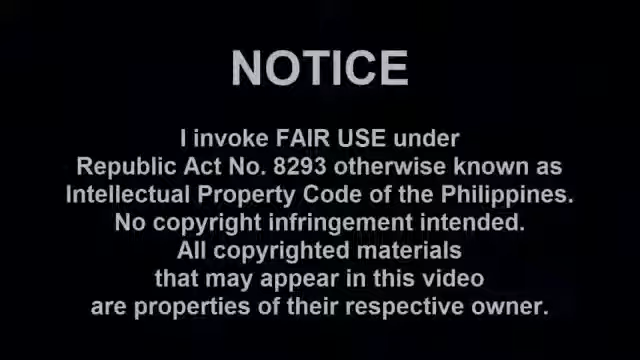 NOTICE
I invoke FAIR USE under
Republic Act No. 8293 otherwise known as
Intellectual Property Code of the Philippines.
No copyright infringement intended.
All copyrighted materials
that may appear in this video
are properties of their respective owner.